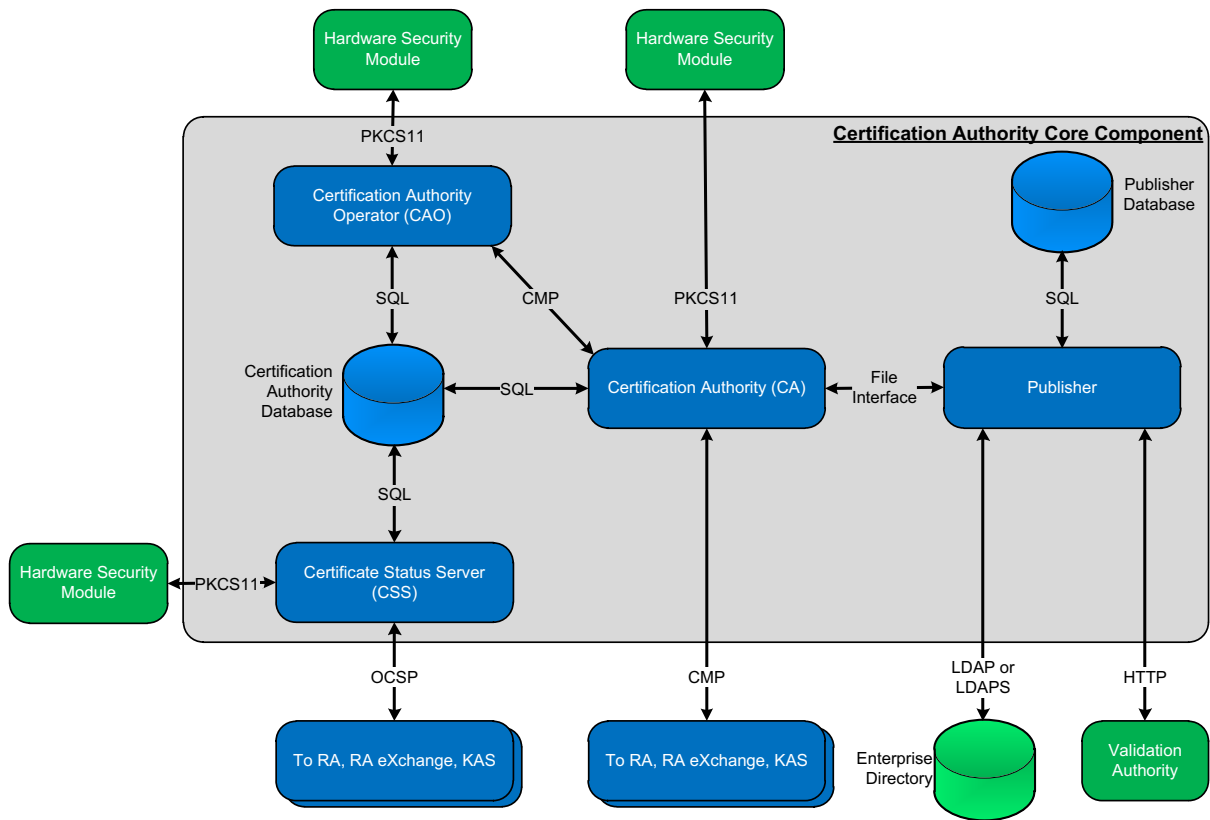 Hardware Security
Module
Hardware Security
Module
PKCS11
Certification Authority Core Component
Certification Authority
Operator (CAO)
Publisher
Database
SQL
CMP
PKCS11
SQL
Certification
Authority
Database
SQL
Certification Authority (CA)
File
Interface
Publisher
SQL
Hardware Security
Module
PKCS11
Certificate Status Server
(CSS)
OCSP
CMP
LDAP or
LDAPS
HTTP
To RA, RA eXchange, KAS
To RA, RA eXchange, KAS
Enterprise
Directory
Validation
Authority